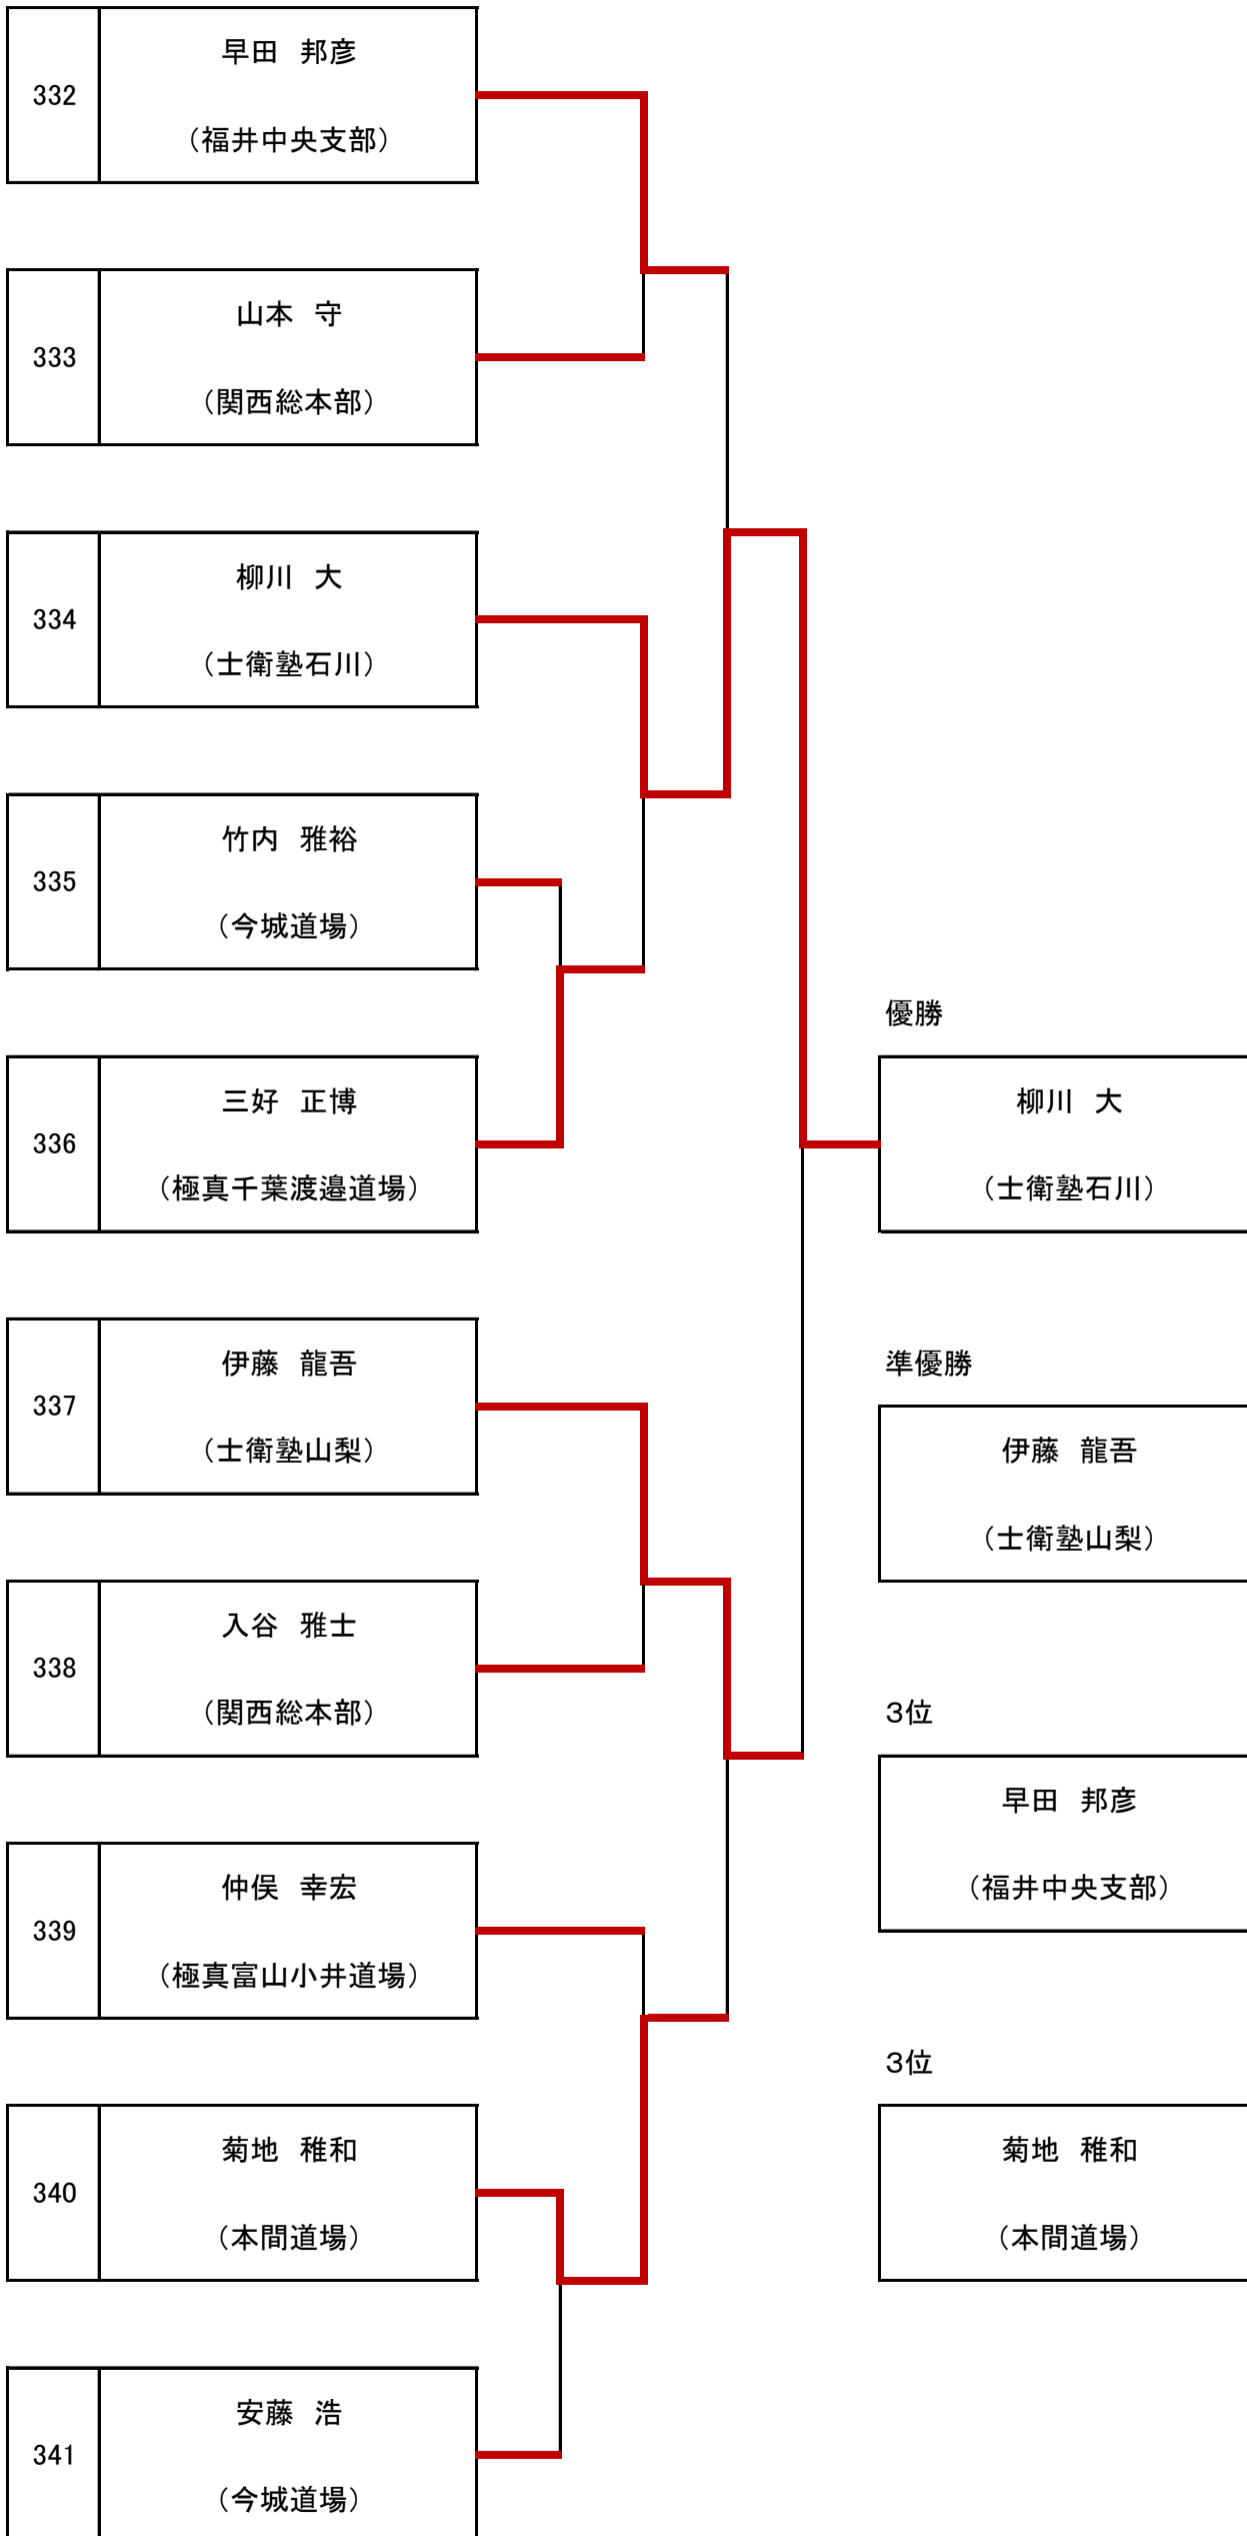 332
早田 邦彦
（福井中央支部）
333
山本 守
（関西総本部）
334
柳川 大
（士衛塾石川）
335
竹内 雅裕
（今城道場）
336
三好 正博
（極真千葉渡邉道場）
337
伊藤 龍吾
（士衛塾山梨）
338
入谷 雅士
（関西総本部）
339
仲俣 幸宏
（極真富山小井道場）
340
菊地 稚和
（本間道場）
341
安藤 浩
（今城道場）
優勝
柳川 大
（士衛塾石川）
準優勝
伊藤 龍吾
（士衛塾山梨）
3位
早田 邦彦
（福井中央支部）
3位
菊地 稚和
（本間道場）